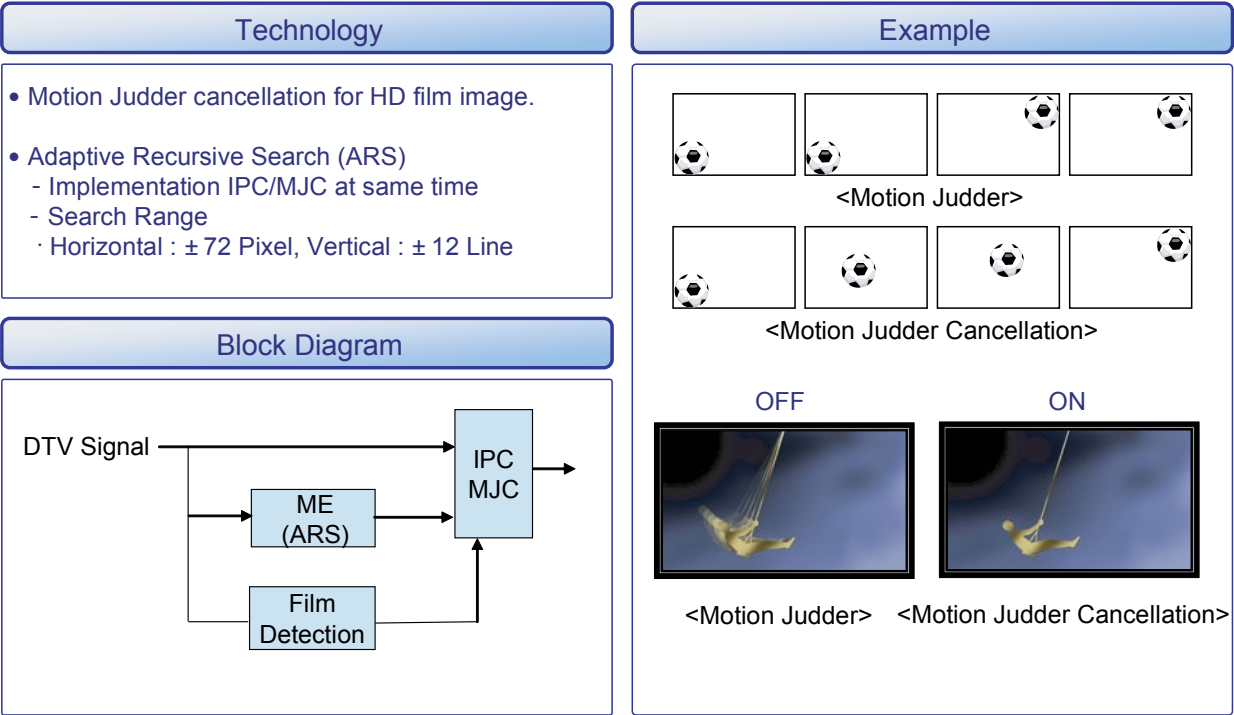 Technology
• Motion Judder cancellation for HD film image.
• Adaptive Recursive Search (ARS)
- Implementation IPC/MJC at same time
- Search Range
· Horizontal : ± 72 Pixel, Vertical : ± 12 Line
Block Diagram
DTV Signal
ME
(ARS)
Film
Detection
IPC
MJC
Example
<Motion Judder>
<Motion Judder Cancellation>
OFF
ON
<Motion Judder>
<Motion Judder Cancellation>